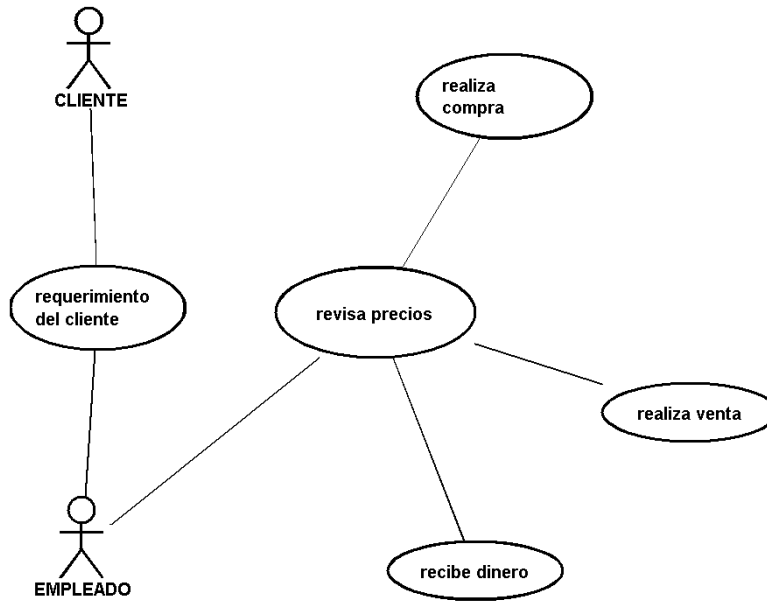 CLIENTE
realiza
compra
requerimiento
del cliente
revisa precios
realiza venta
recibe dinero
EMPLEADO